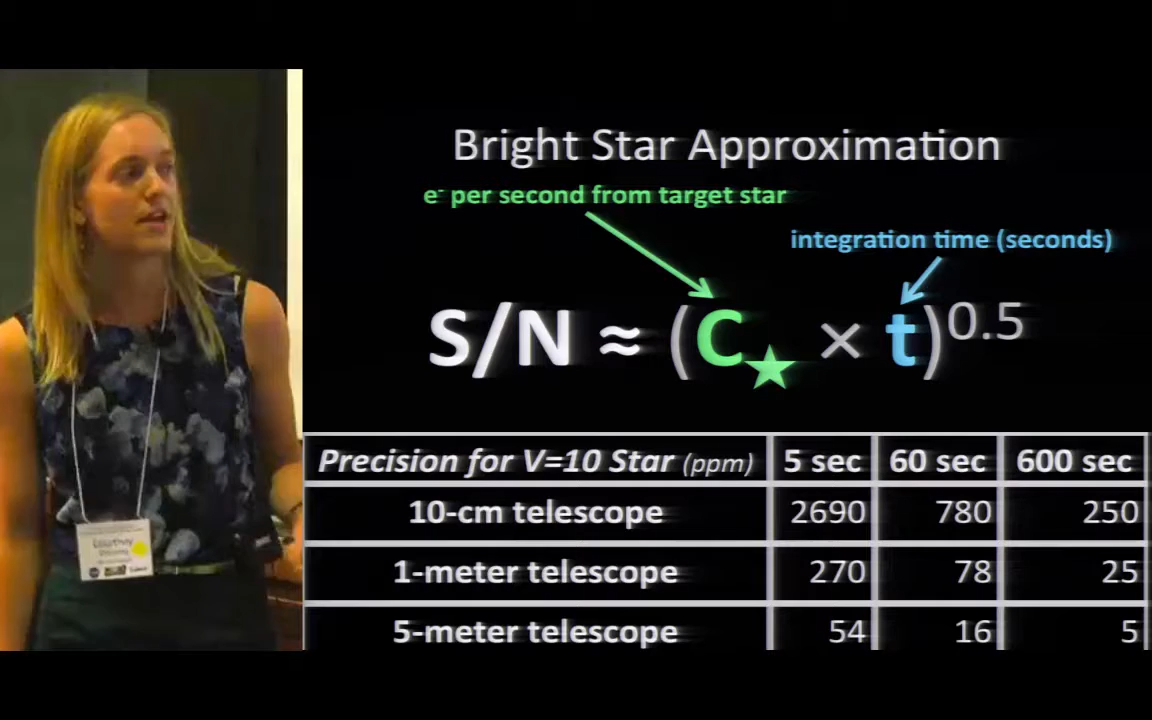 Bright Star Approximation
e⁻ per second from target star
integration time (seconds)
S/N ≈ (C★ × t)^0.5
Precision for V=10 Star (ppm) 5 sec 60 sec 600 sec
10-cm telescope 2690 780 250
1-meter telescope 270 78 25
5-meter telescope 54 16 5
Courtney